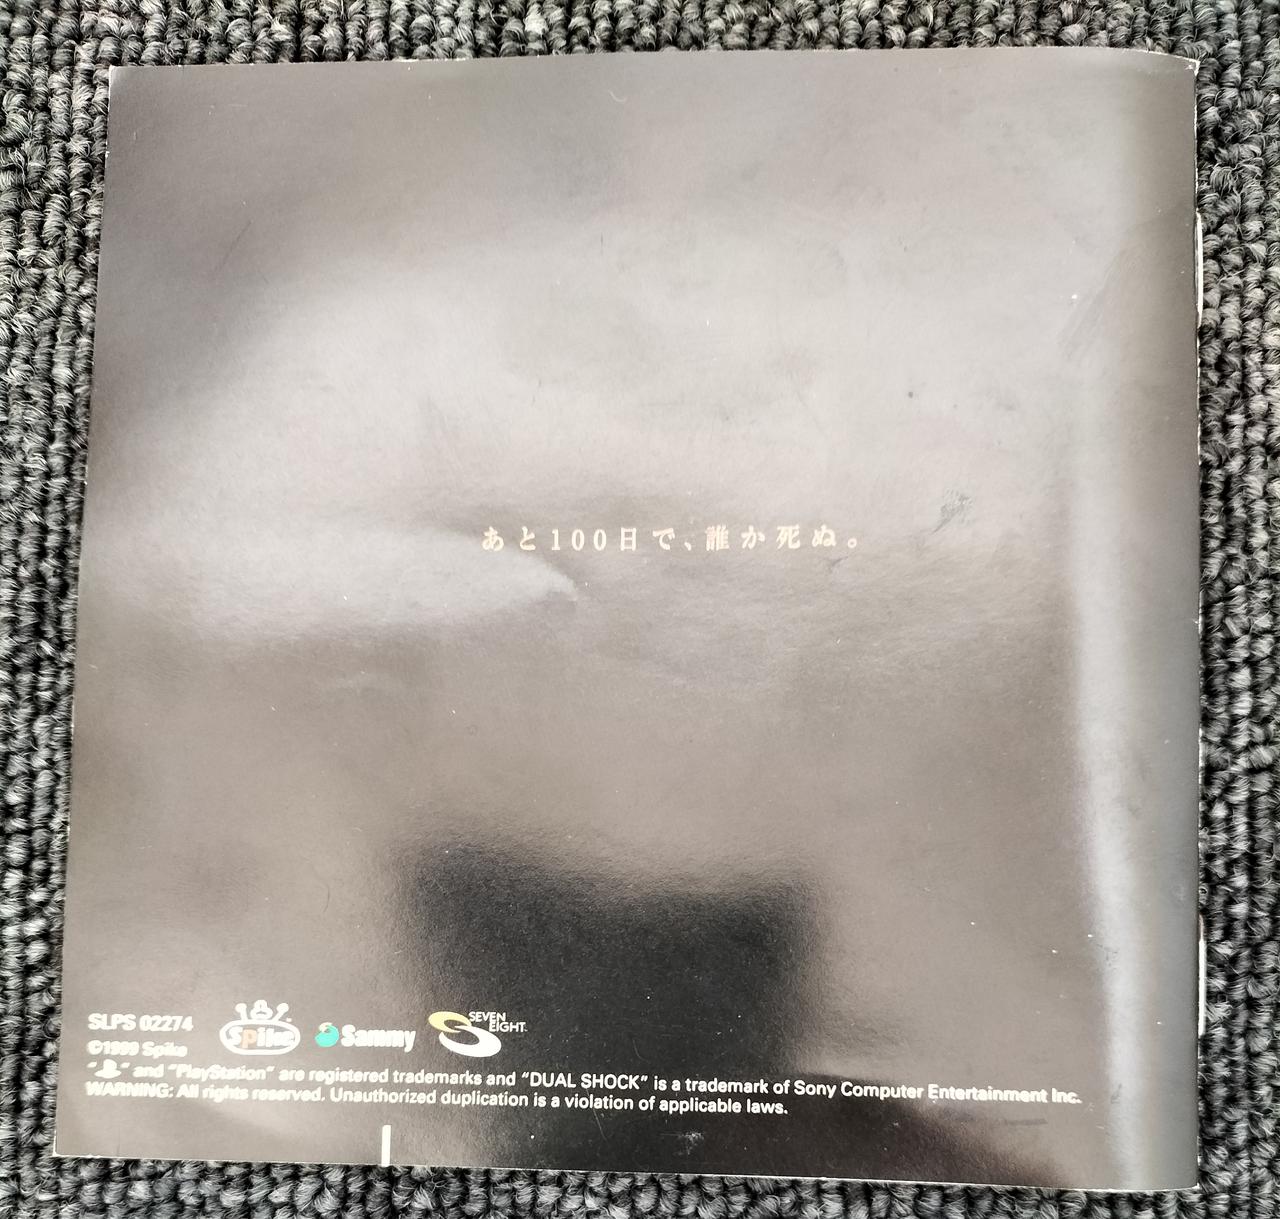 あと100日で、誰か死ぬ。
SLPS 02274
Spike
Sammy
SEVEN
EIGHT
©1999 Spike
"PS" and "PlayStation" are registered trademarks and "DUAL SHOCK" is a trademark of Sony Computer Entertainment Inc.
WARNING: All rights reserved. Unauthorized duplication is a violation of applicable laws.